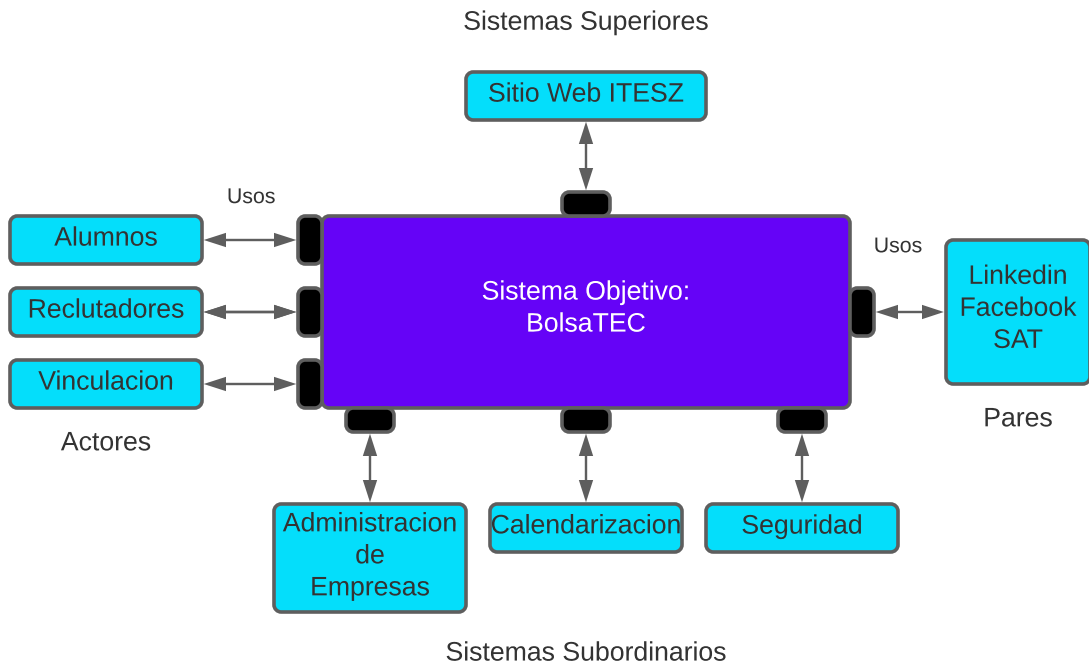 Sistemas Superiores
Sitio Web ITESZ
Usos
Alumnos
Reclutadores
Vinculacion
Actores
Sistema Objetivo:
BolsaTEC
Usos
Linkedin
Facebook
SAT
Pares
Administracion
de
Empresas
Calendarizacion
Seguridad
Sistemas Subordinarios